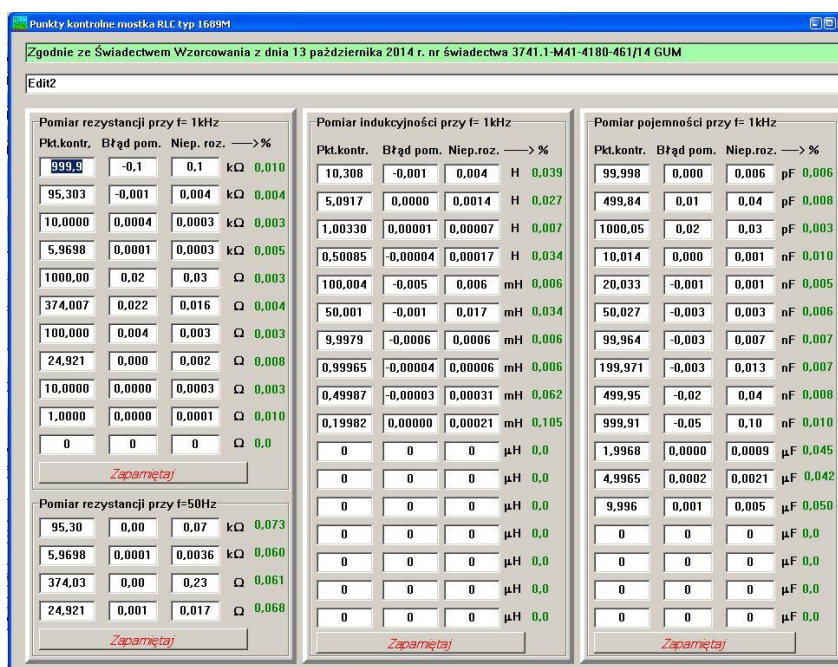 Punkty kontrolne mostka RLC typ 1689M
Zgodnie ze Świadectwem Wzorcowania z dnia 13 pażdziernika 2014 r. nr świadectwa 3741.1-M41-4180-461/14 GUM
Edit2
Pomiar rezystancji przy f= 1kHz
Pkt.kontr, Błąd pom. Niep. roz. —>%
999,9 -0,1 0,1 kΩ 0,010
95,303 -0,001 0,004 kΩ 0,004
10,0000 0,0004 0,0003 kΩ 0,003
5,9698 0,0001 0,0003 kΩ 0,005
1000,00 0,02 0,03 Ω 0,003
374,007 0,022 0,016 Ω 0,004
100,000 0,004 0,003 Ω 0,003
24,921 0,000 0,002 Ω 0,008
10,0000 0,0000 0,0003 Ω 0,003
1,0000 0,0000 0,0001 Ω 0,010
0 0 0 Ω 0,0
Zapamiętaj
Pomiar rezystancji przy f=50Hz
95,30 0,00 0,07 kΩ 0,073
5,9698 0,0001 0,0036 kΩ 0,060
374,03 0,00 0,23 Ω 0,061
24,921 0,001 0,017 Ω 0,068
Zapamiętaj
Pomiar indukcyjności przy f= 1kHz
Pkt.kontr. Błąd pom. Niep.roz. —> %
10,308 -0,001 0,004 H 0,039
5,0917 0,0000 0,0014 H 0,027
1,00330 0,00001 0,00007 H 0,007
0,50085 -0,00004 0,00017 H 0,034
100,004 -0,005 0,006 mH 0,006
50,001 -0,001 0,017 mH 0,034
9,9979 -0,0006 0,0006 mH 0,006
0,99965 -0,00004 0,00006 mH 0,006
0,49987 -0,00003 0,00031 mH 0,062
0,19982 0,00000 0,00021 mH 0,105
0 0 0 µH 0,0
0 0 0 µH 0,0
0 0 0 µH 0,0
0 0 0 µH 0,0
0 0 0 µH 0,0
0 0 0 µH 0,0
0 0 0 µH 0,0
Zapamiętaj
Pomiar pojemności przy f= 1kHz
Pkt.kontr. Błąd pom. Niep.roz. —> %
99,998 0,000 0,006 pF 0,006
499,84 0,01 0,04 pF 0,008
1000,05 0,02 0,03 pF 0,003
10,014 0,000 0,001 nF 0,010
20,033 -0,001 0,001 nF 0,005
50,027 -0,003 0,003 nF 0,006
99,964 -0,003 0,007 nF 0,007
199,971 -0,003 0,013 nF 0,007
499,95 -0,02 0,04 nF 0,008
999,91 -0,05 0,10 nF 0,010
1,9968 0,0000 0,0009 µF 0,045
4,9965 0,0002 0,0021 µF 0,042
9,996 0,001 0,005 µF 0,050
0 0 0 µF 0,0
0 0 0 µF 0,0
0 0 0 µF 0,0
0 0 0 µF 0,0
Zapamiętaj